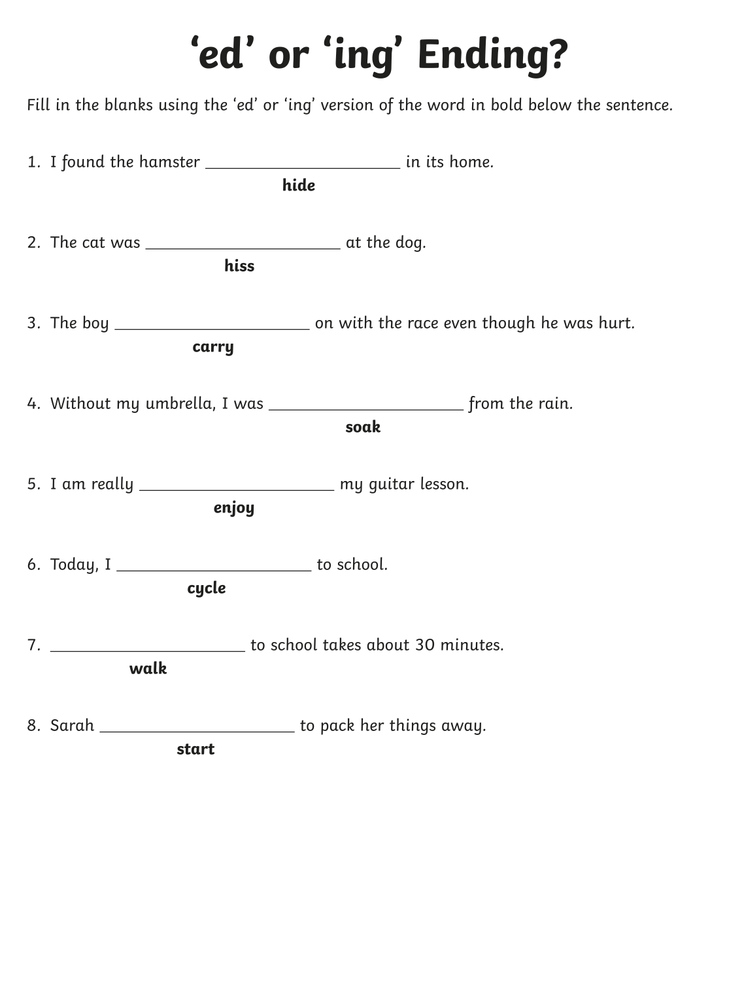 ‘ed’ or ‘ing’ Ending?
Fill in the blanks using the ‘ed’ or ‘ing’ version of the word in bold below the sentence.
1. I found the hamster ______________________ in its home.
hide
2. The cat was ______________________ at the dog.
hiss
3. The boy ______________________ on with the race even though he was hurt.
carry
4. Without my umbrella, I was ______________________ from the rain.
soak
5. I am really ______________________ my guitar lesson.
enjoy
6. Today, I ______________________ to school.
cycle
7. ______________________ to school takes about 30 minutes.
walk
8. Sarah ______________________ to pack her things away.
start